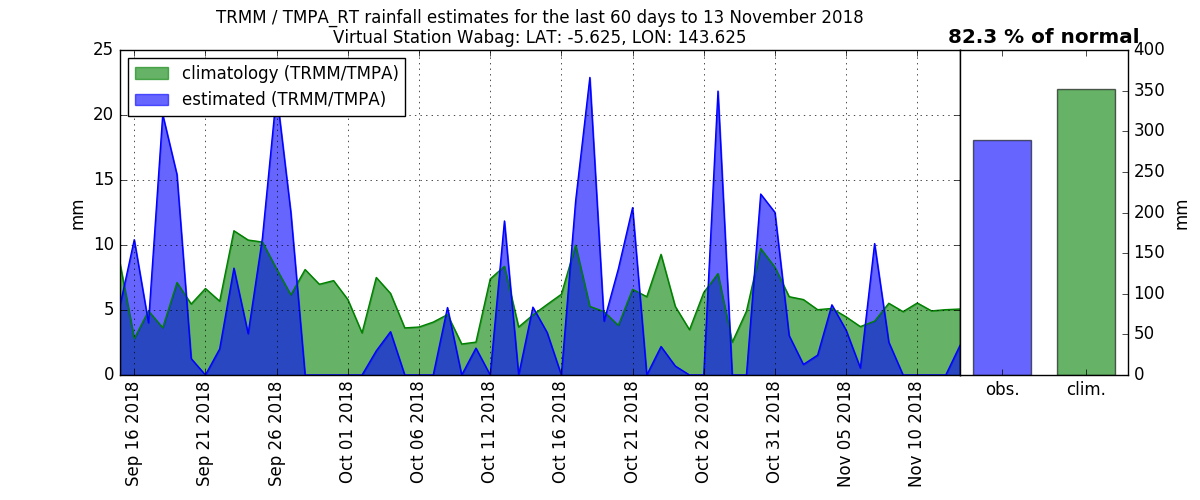 TRMM / TMPA_RT rainfall estimates for the last 60 days to 13 November 2018
Virtual Station Wabag: LAT: -5.625, LON: 143.625
82.3 % of normal
climatology (TRMM/TMPA)
estimated (TRMM/TMPA)
25
20
15
10
5
0
mm
400
350
300
250
200
150
100
50
0
mm
Sep 16 2018
Sep 21 2018
Sep 26 2018
Oct 01 2018
Oct 06 2018
Oct 11 2018
Oct 16 2018
Oct 21 2018
Oct 26 2018
Oct 31 2018
Nov 05 2018
Nov 10 2018
obs.
clim.